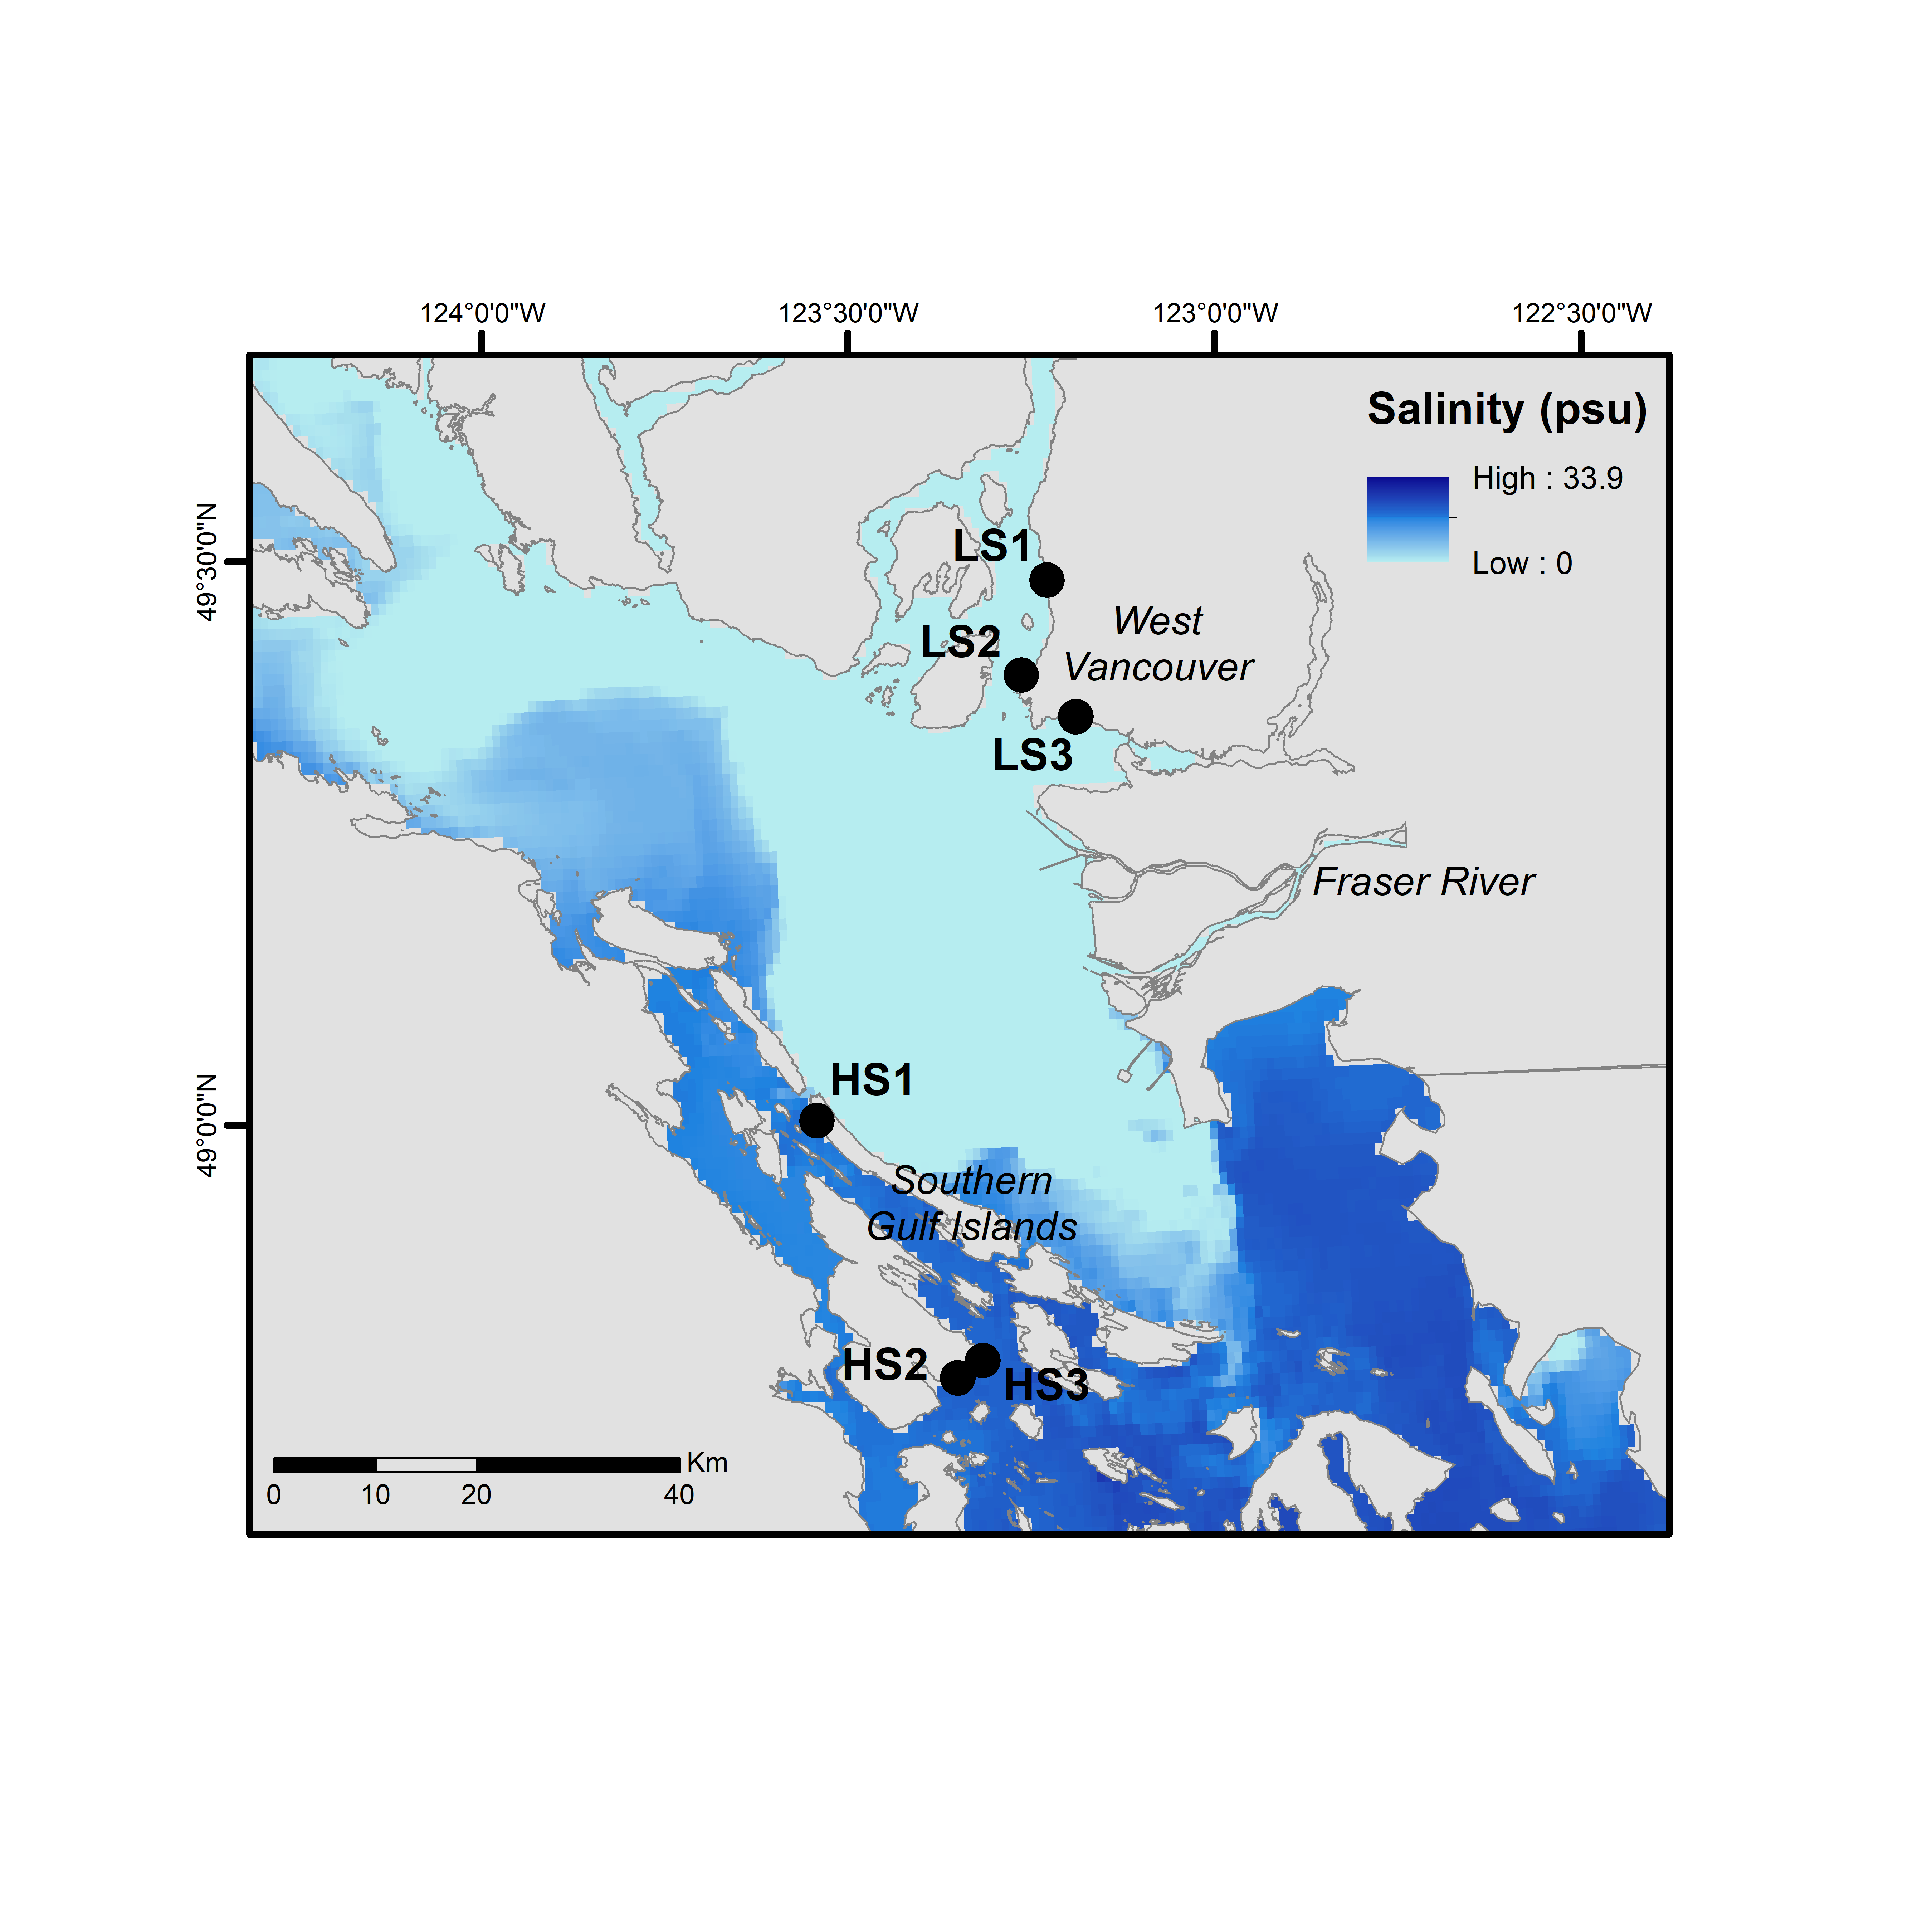 124°0'0"W
123°30'0"W
123°0'0"W
122°30'0"W
Salinity (psu)
High : 33.9
Low : 0
49°30'0"N
LS1
West
Vancouver
LS2
LS3
Fraser River
49°0'0"N
HS1
Southern
Gulf Islands
HS2
HS3
Km
0 10 20 40